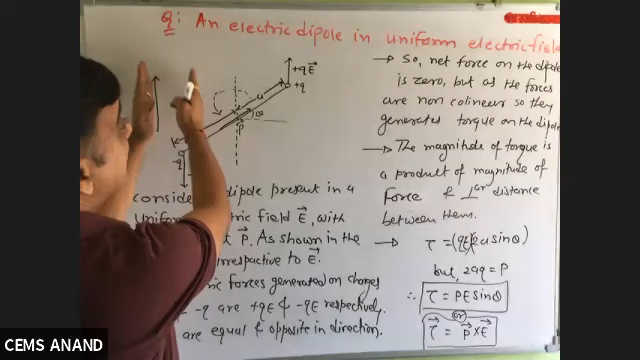 Q: An electric dipole in uniform electric field
+qE
+q
a
θ
P
-q
→ So, net force on the dipole
is zero, but as the forces
are non colinear so they
generates torque on the dipole
→ The magnitude of torque is
a product of magnitude of
Force & ⊥ar distance
between them.
→ τ = (qE)(2a sinθ)
but, 2aq = P
∴ τ = PE sinθ
(or)
τ⃗ = P⃗ × E⃗
consider dipole present in a
E⃗, with
P⃗. As shown in the
respective to E⃗.
forces generated on charges
-q are +qE & -qE respectively
are equal & opposite in direction.
CEMS ANAND